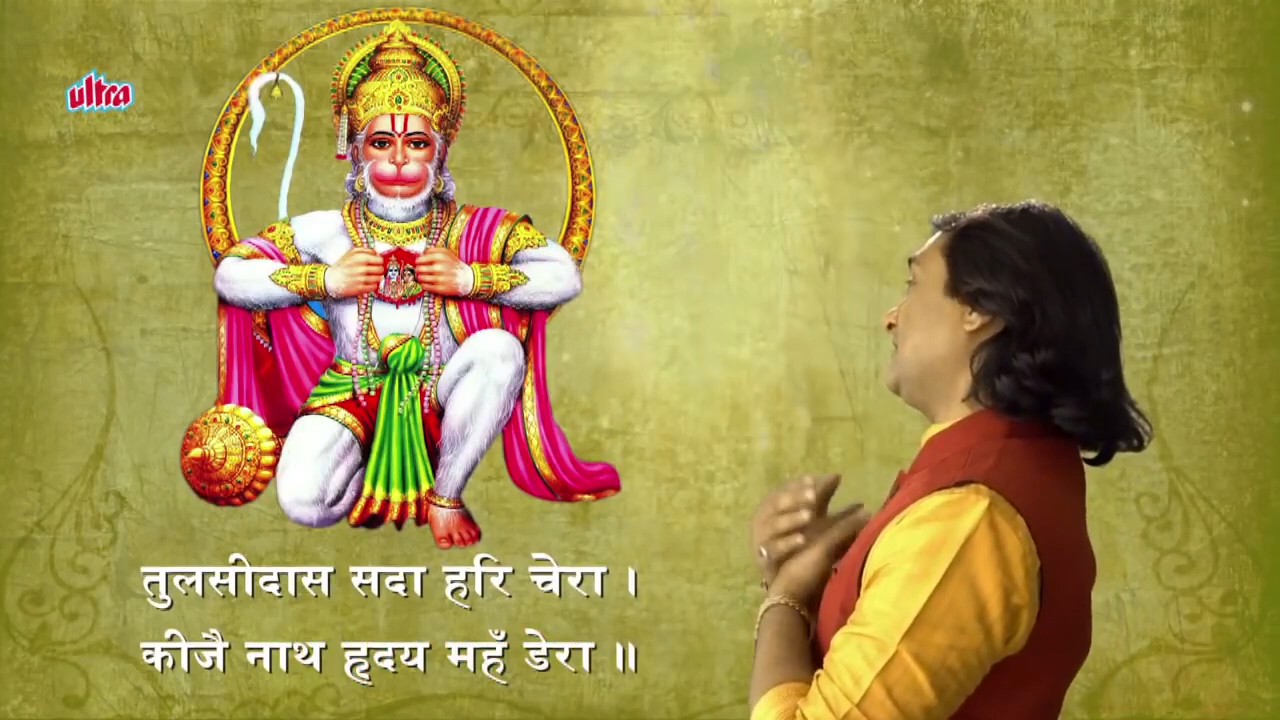 ultra
तुलसीदास सदा हरि चेरा ।
कीजै नाथ हृदय महँ डेरा ॥